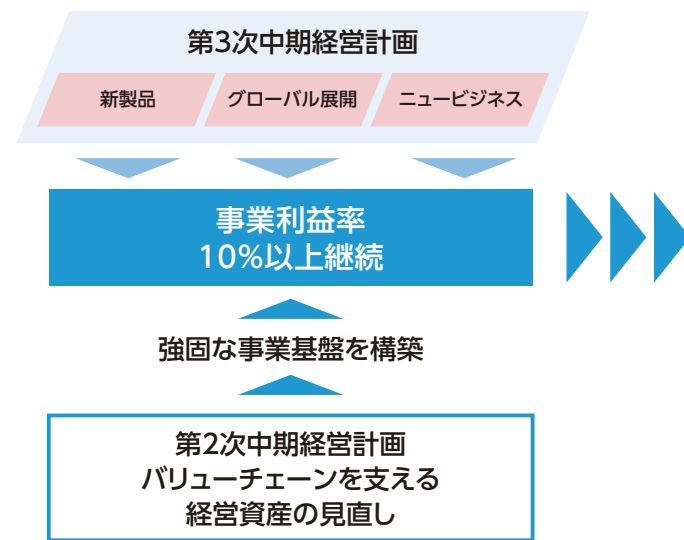 第3次中期経営計画
新製品
グローバル展開
ニュービジネス
事業利益率
10%以上継続
強固な事業基盤を構築
第2次中期経営計画
バリューチェーンを支える
経営資産の見直し